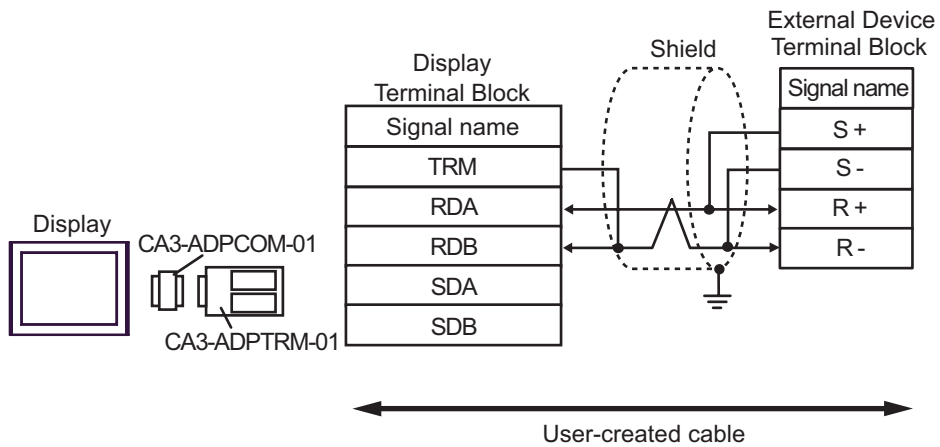 External Device
Terminal Block
Shield
Display
Terminal Block
Signal name
Signal name
S +
TRM
S -
RDA
R +
Display
CA3-ADPCOM-01
RDB
R -
SDA
SDB
CA3-ADPTRM-01
User-created cable